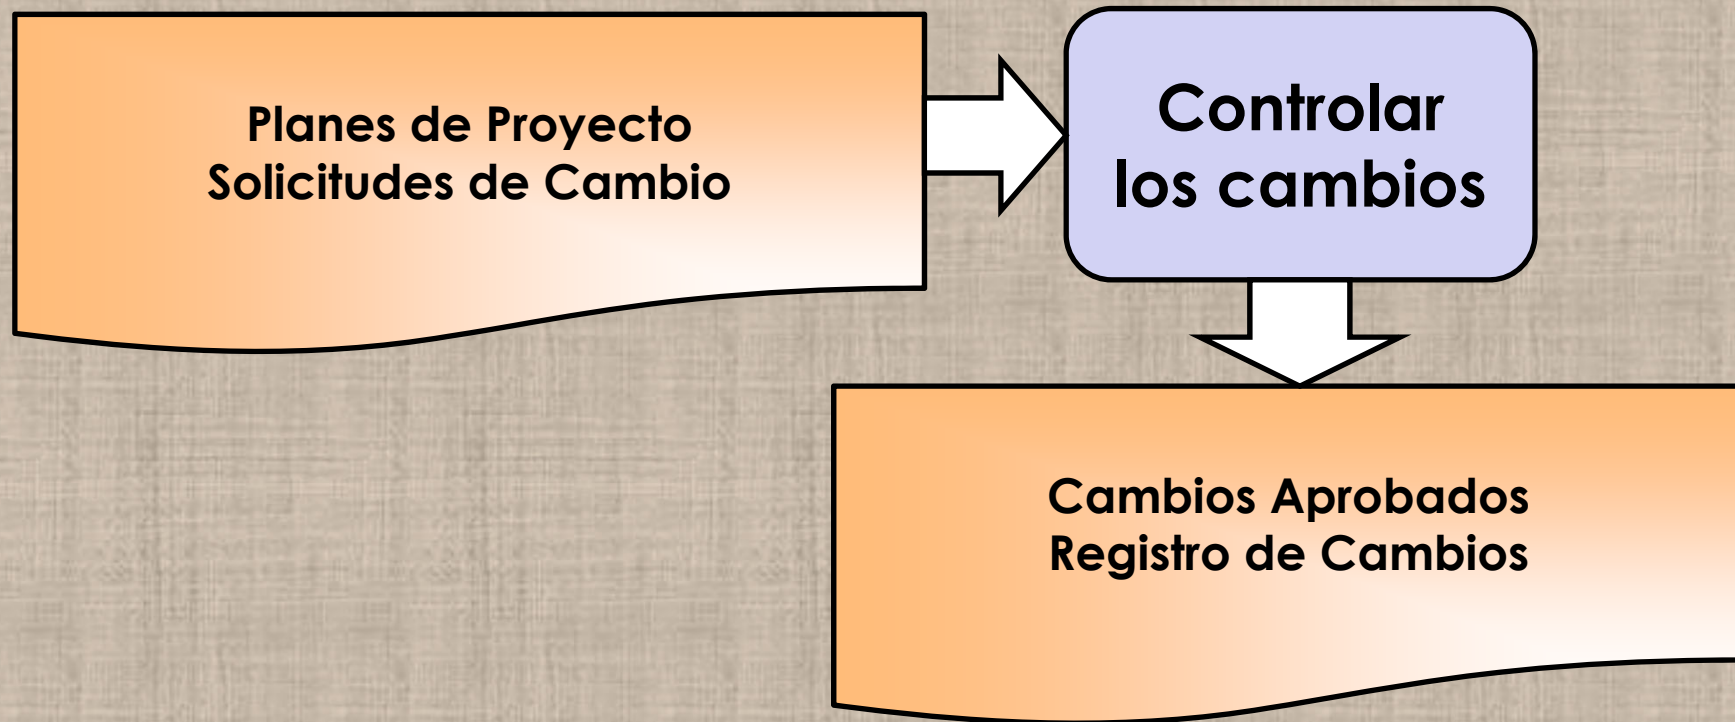 Planes de Proyecto
Solicitudes de Cambio
Controlar
los cambios
Cambios Aprobados
Registro de Cambios